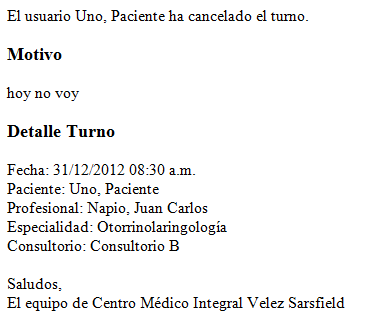 El usuario Uno, Paciente ha cancelado el turno.
Motivo
hoy no voy
Detalle Turno
Fecha: 31/12/2012 08:30 a.m.
Paciente: Uno, Paciente
Profesional: Napio, Juan Carlos
Especialidad: Otorrinolaringología
Consultorio: Consultorio B
Saludos,
El equipo de Centro Médico Integral Velez Sarsfield